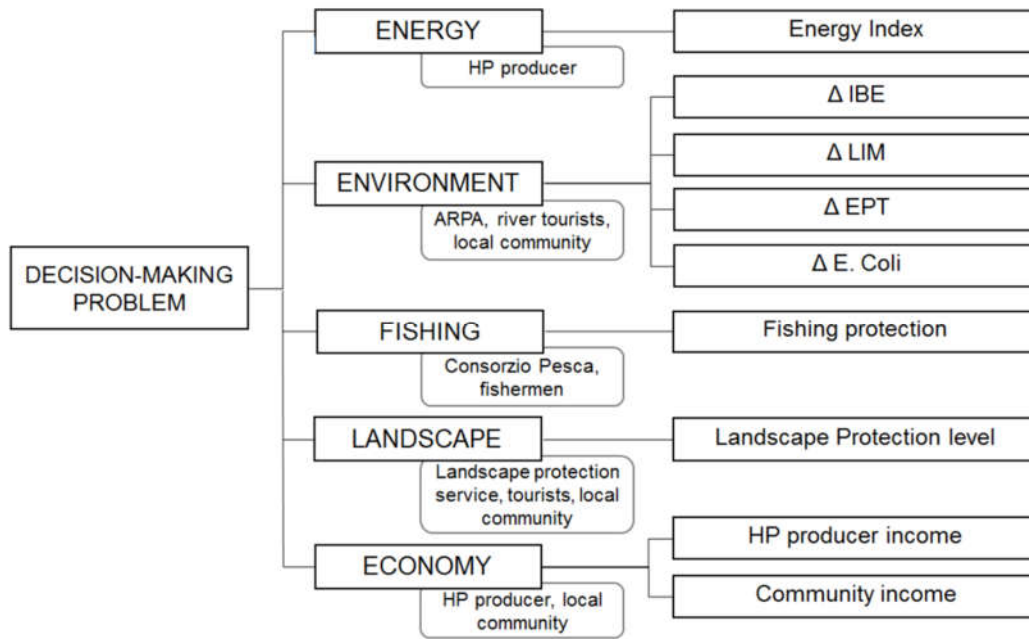 DECISION-MAKING
PROBLEM
ENERGY
HP producer
Energy Index
ENVIRONMENT
ARPA, river tourists,
local community
Δ IBE
Δ LIM
Δ EPT
Δ E. Coli
FISHING
Consorzio Pesca,
fishermen
Fishing protection
LANDSCAPE
Landscape protection
service, tourists, local
community
Landscape Protection level
ECONOMY
HP producer, local
community
HP producer income
Community income